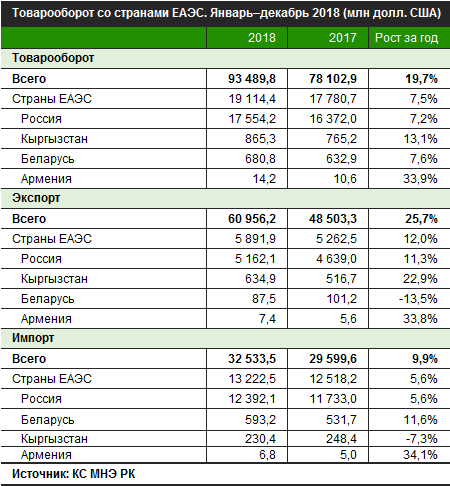 Товарооборот со странами ЕАЭС. Январь–декабрь 2018 (млн долл. США)
2018 2017 Рост за год
Товарооборот
Всего 93 489,8 78 102,9 19,7%
Страны ЕАЭС 19 114,4 17 780,7 7,5%
Россия 17 554,2 16 372,0 7,2%
Кыргызстан 865,3 765,2 13,1%
Беларусь 680,8 632,9 7,6%
Армения 14,2 10,6 33,9%
Экспорт
Всего 60 956,2 48 503,3 25,7%
Страны ЕАЭС 5 891,9 5 262,5 12,0%
Россия 5 162,1 4 639,0 11,3%
Кыргызстан 634,9 516,7 22,9%
Беларусь 87,5 101,2 -13,5%
Армения 7,4 5,6 33,8%
Импорт
Всего 32 533,5 29 599,6 9,9%
Страны ЕАЭС 13 222,5 12 518,2 5,6%
Россия 12 392,1 11 733,0 5,6%
Беларусь 593,2 531,7 11,6%
Кыргызстан 230,4 248,4 -7,3%
Армения 6,8 5,0 34,1%
Источник: КС МНЭ РК